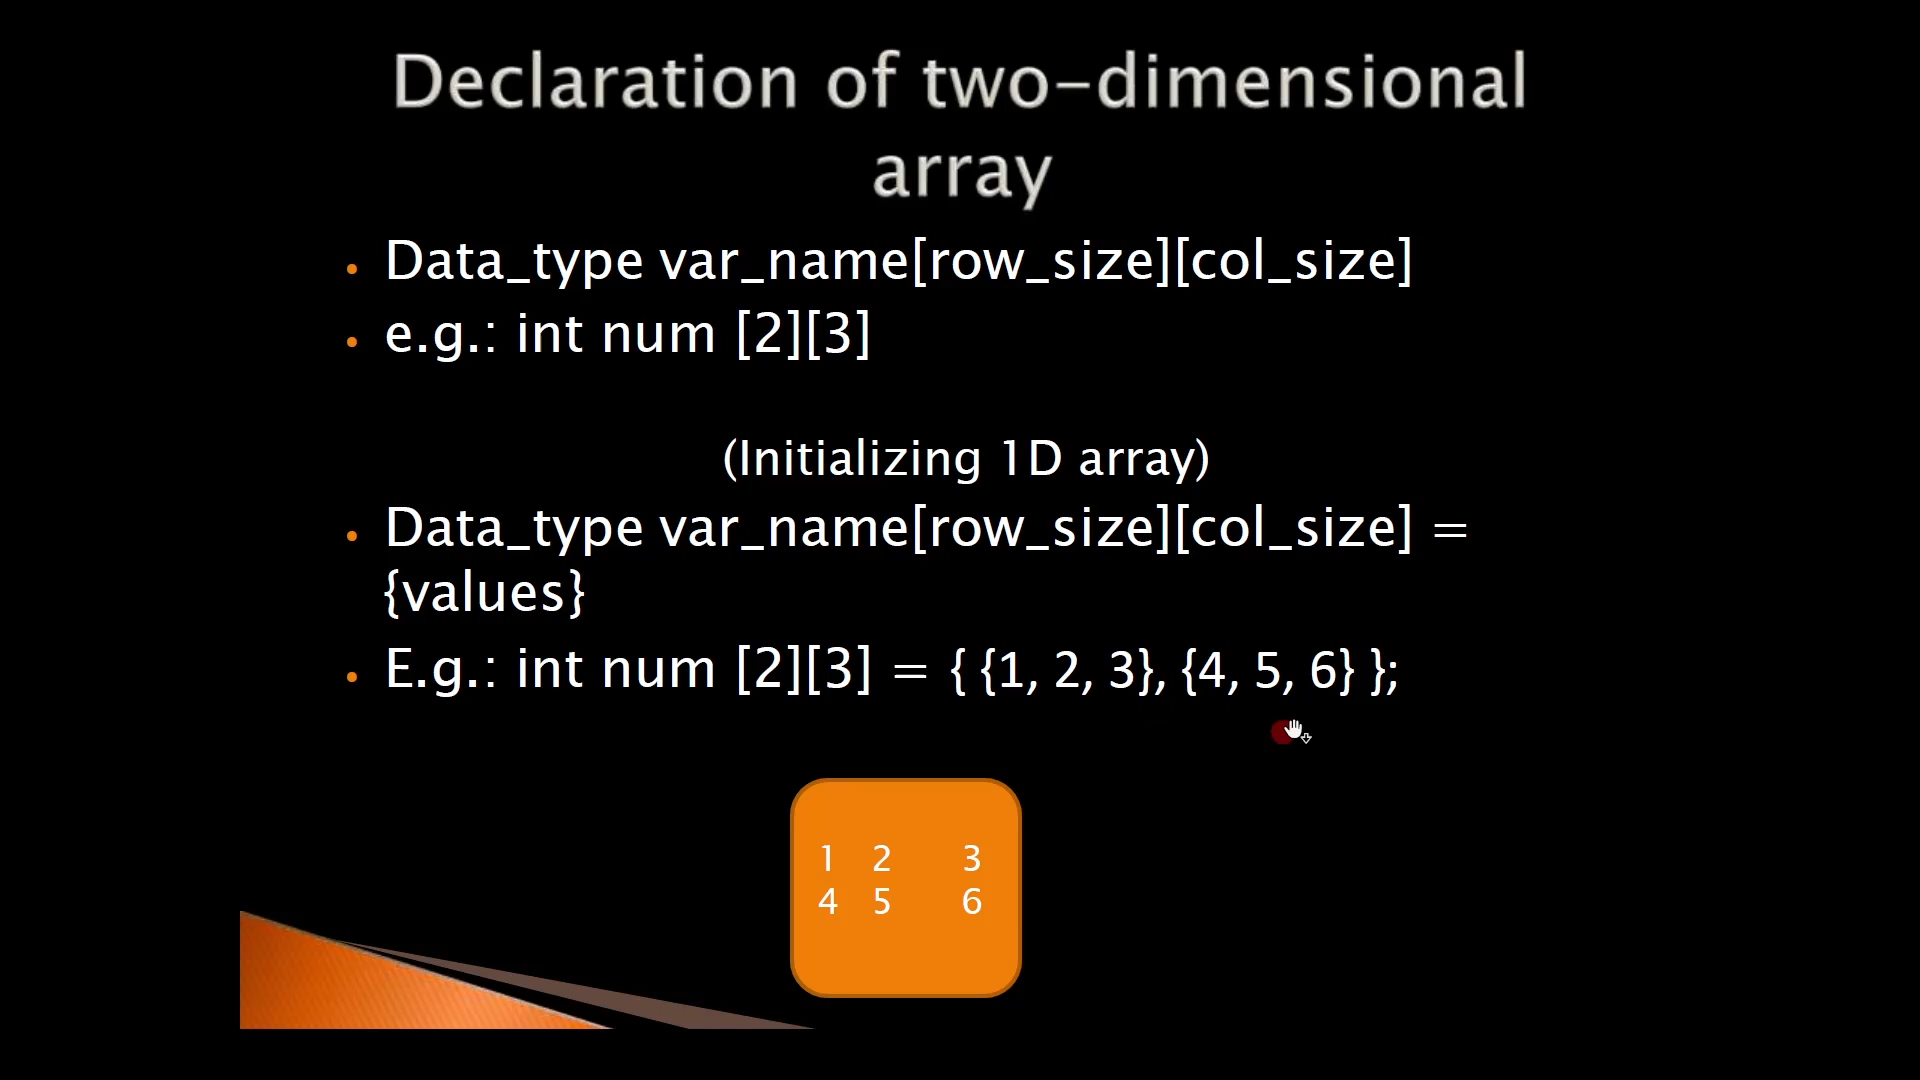 Declaration of two-dimensional
array
• Data_type var_name[row_size][col_size]
• e.g.: int num [2][3]
(Initializing 1D array)
• Data_type var_name[row_size][col_size] =
{values}
• E.g.: int num [2][3] = { {1, 2, 3}, {4, 5, 6} };
1 2 3
4 5 6